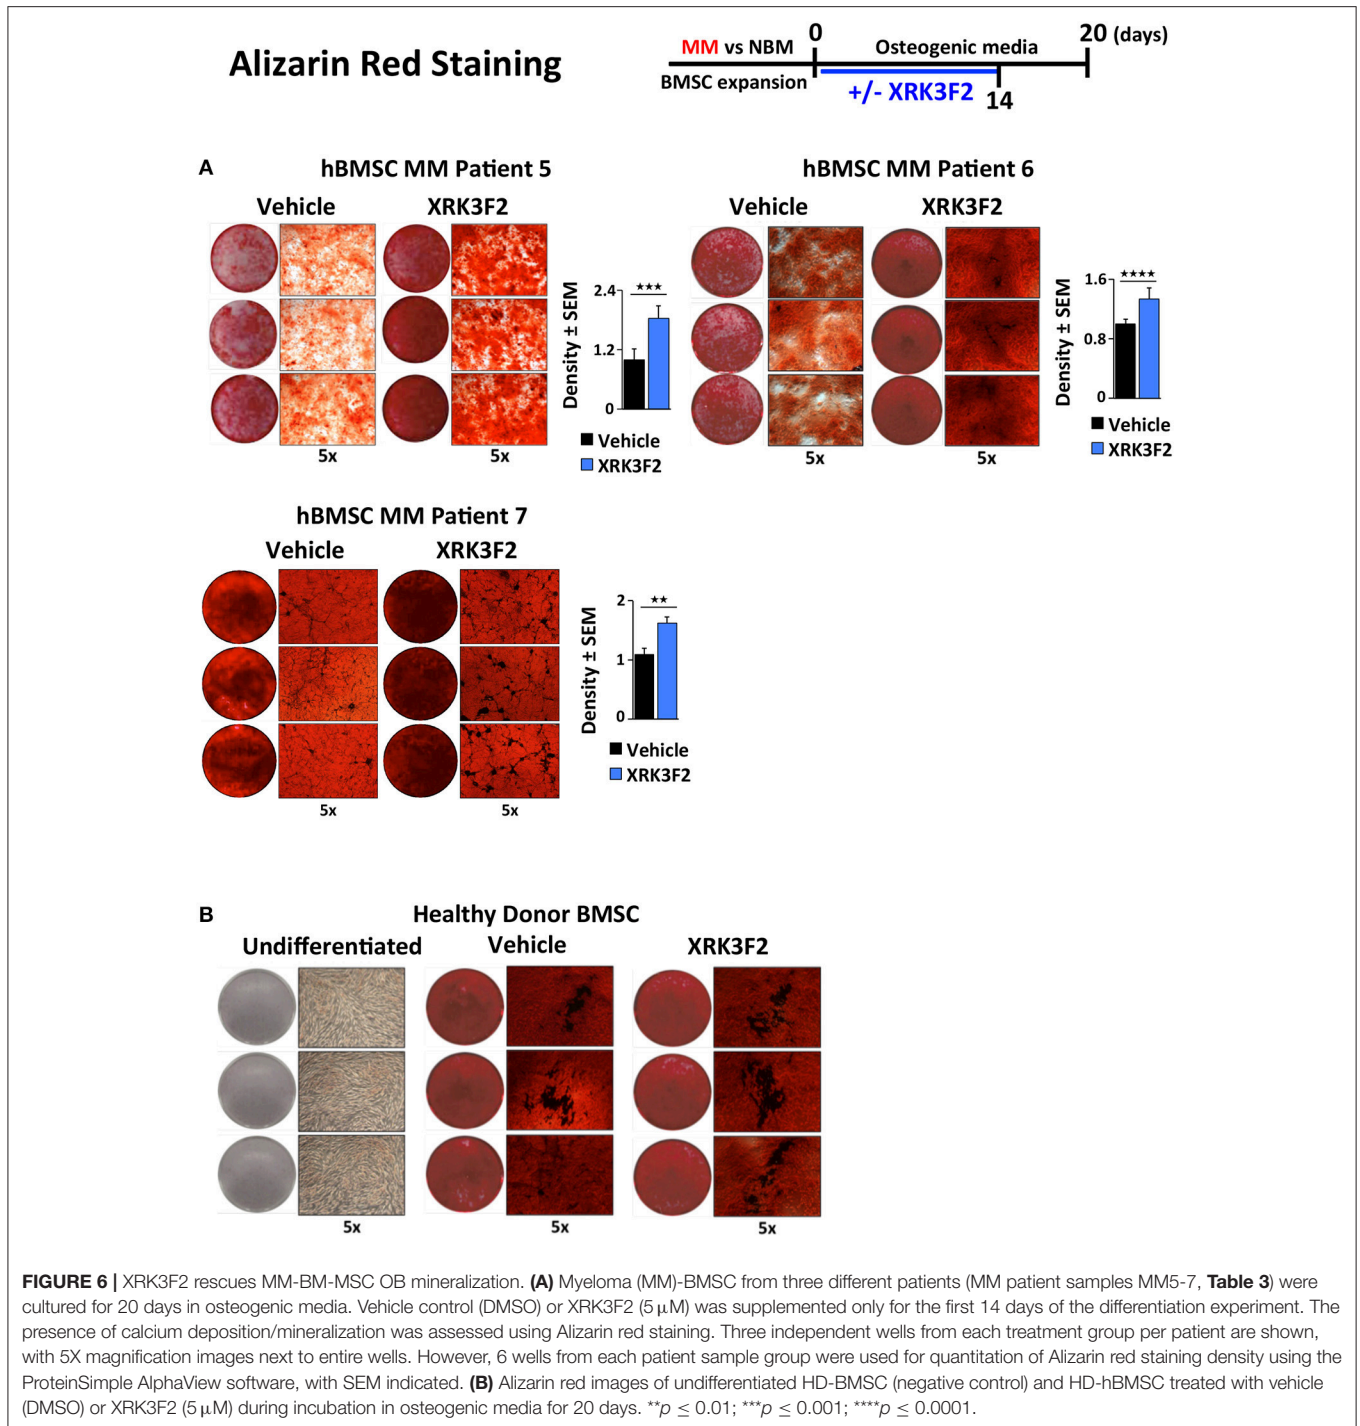 Alizarin Red Staining
0
20 (days)
MM vs NBM
Osteogenic media
BMSC expansion
+/- XRK3F2
14
A
hBMSC MM Patient 5
Vehicle
XRK3F2
5x
5x
Density ± SEM
2.4
1.2
0
★★★
Vehicle
XRK3F2
hBMSC MM Patient 6
Vehicle
XRK3F2
5x
5x
Density ± SEM
1.6
0.8
0
★★★★
Vehicle
XRK3F2
hBMSC MM Patient 7
Vehicle
XRK3F2
5x
5x
Density ± SEM
2
1
0
★★
Vehicle
XRK3F2
B
Healthy Donor BMSC
Undifferentiated
Vehicle
XRK3F2
5x
5x
5x
FIGURE 6 | XRK3F2 rescues MM-BM-MSC OB mineralization. (A) Myeloma (MM)-BMSC from three different patients (MM patient samples MM5-7, Table 3) were
cultured for 20 days in osteogenic media. Vehicle control (DMSO) or XRK3F2 (5 μM) was supplemented only for the first 14 days of the differentiation experiment. The
presence of calcium deposition/mineralization was assessed using Alizarin red staining. Three independent wells from each treatment group per patient are shown,
with 5X magnification images next to entire wells. However, 6 wells from each patient sample group were used for quantitation of Alizarin red staining density using the
ProteinSimple AlphaView software, with SEM indicated. (B) Alizarin red images of undifferentiated HD-BMSC (negative control) and HD-hBMSC treated with vehicle
(DMSO) or XRK3F2 (5 μM) during incubation in osteogenic media for 20 days. **p ≤ 0.01; ***p ≤ 0.001; ****p ≤ 0.0001.